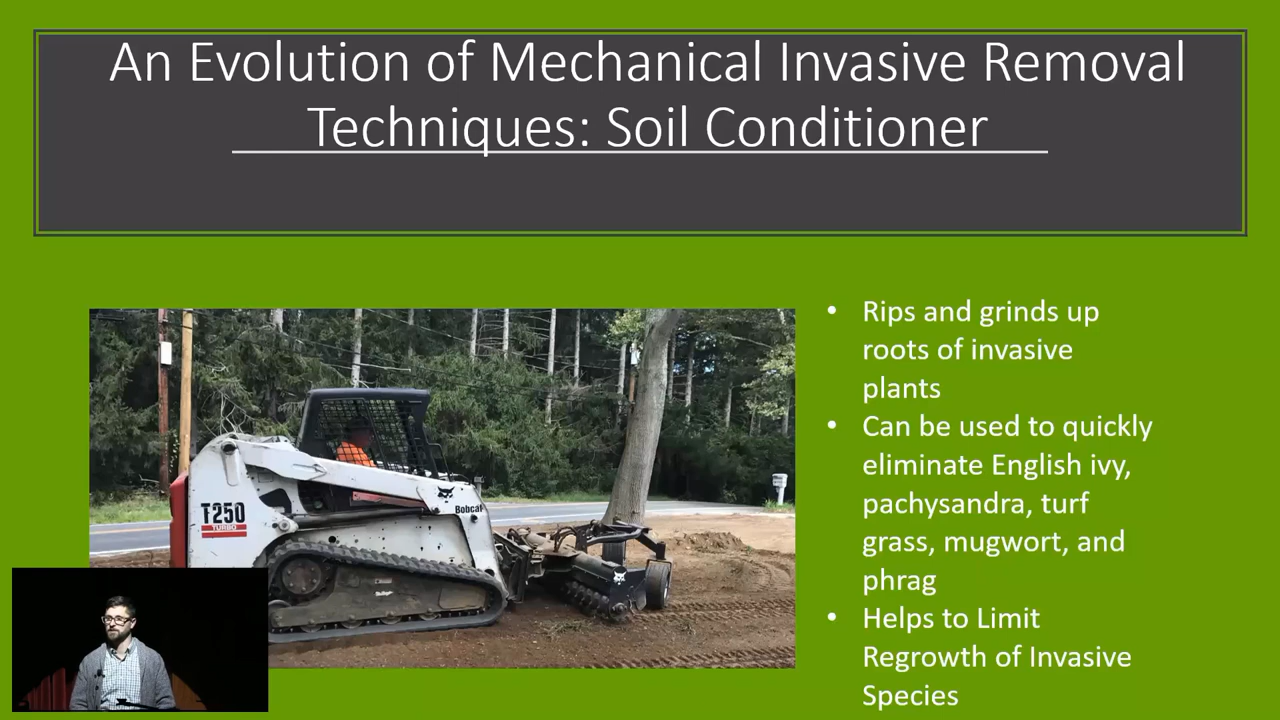 An Evolution of Mechanical Invasive Removal
Techniques: Soil Conditioner
• Rips and grinds up
roots of invasive
plants
• Can be used to quickly
eliminate English ivy,
pachysandra, turf
grass, mugwort, and
phrag
• Helps to Limit
Regrowth of Invasive
Species
T250
TURBO
Bobcat